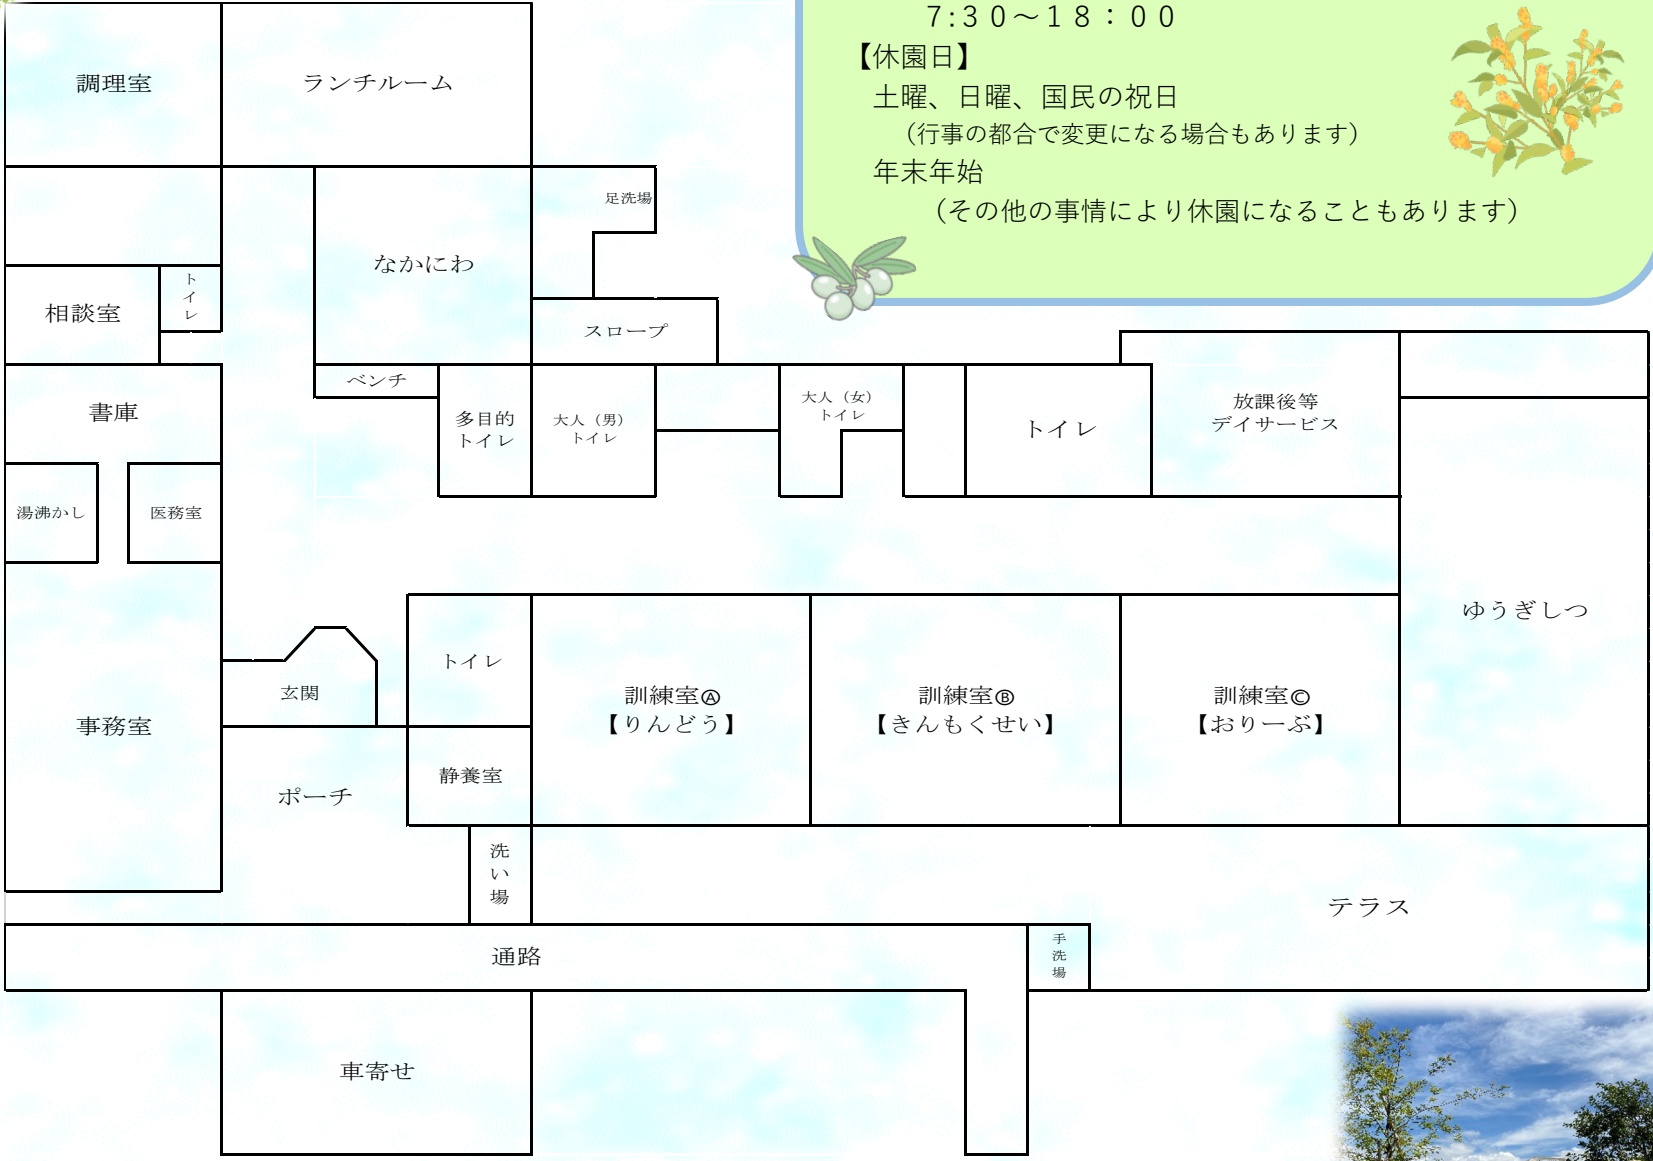 7:30～18：00
【休園日】
土曜、日曜、国民の祝日
（行事の都合で変更になる場合もあります）
年末年始
（その他の事情により休園になることもあります）
調理室
ランチルーム
足洗場
なかにわ
相談室
トイレ
スロープ
ベンチ
書庫
多目的
トイレ
大人（男）
トイレ
大人（女）
トイレ
トイレ
放課後等
デイサービス
湯沸かし
医務室
ゆうぎしつ
トイレ
玄関
事務室
訓練室Ⓐ
【りんどう】
訓練室Ⓑ
【きんもくせい】
訓練室Ⓒ
【おりーぶ】
静養室
ポーチ
洗い場
テラス
通路
手洗場
車寄せ